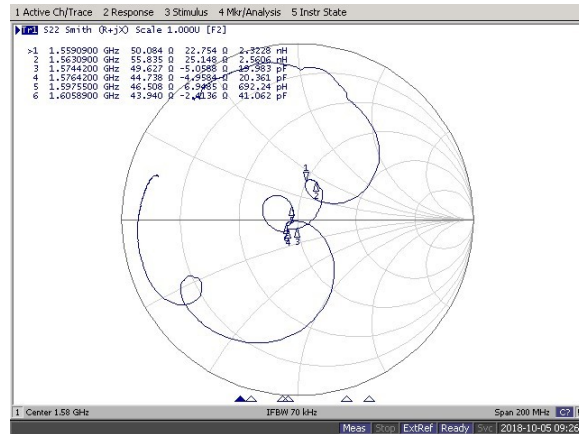 1 Active Ch/Trace 2 Response 3 Stimulus 4 Mkr/Analysis 5 Instr State
Tr1 S22 Smith (R+jX) Scale 1.000U [F2]
>1 1.5590900 GHz 50.084 Ω 22.754 Ω 2.3228 nH
2 1.5630900 GHz 55.835 Ω 25.148 Ω 2.5606 nH
3 1.5744200 GHz 49.627 Ω -5.0588 Ω 19.983 pF
4 1.5764200 GHz 44.738 Ω -4.9584 Ω 20.361 pF
5 1.5975500 GHz 46.508 Ω 6.9485 Ω 692.24 pH
6 1.6058900 GHz 43.940 Ω -2.4136 Ω 41.062 pF
1
2
4 3
1 Center 1.58 GHz IFBW 70 kHz Span 200 MHz C?
Meas Stop ExtRef Ready Svc 2018-10-05 09:26